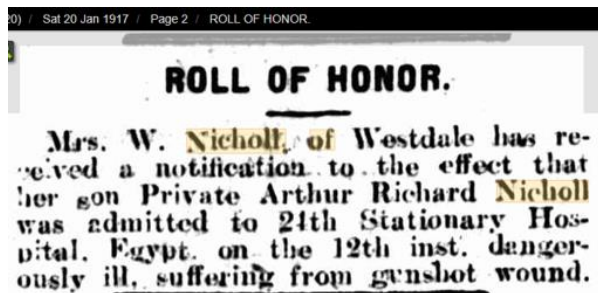 20) / Sat 20 Jan 1917 / Page 2 / ROLL OF HONOR.
ROLL OF HONOR.
Mrs. W. Nicholl, of Westdale has re-
ceived a notification to the effect that
her son Private Arthur Richard Nicholl
was admitted to 24th Stationary Hos-
pital, Egypt, on the 12th inst. danger-
ously ill, suffering from gunshot wound.